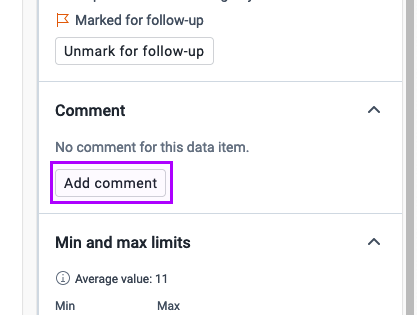 Marked for follow-up
Unmark for follow-up
Comment
No comment for this data item.
Add comment
Min and max limits
Average value: 11
Min Max